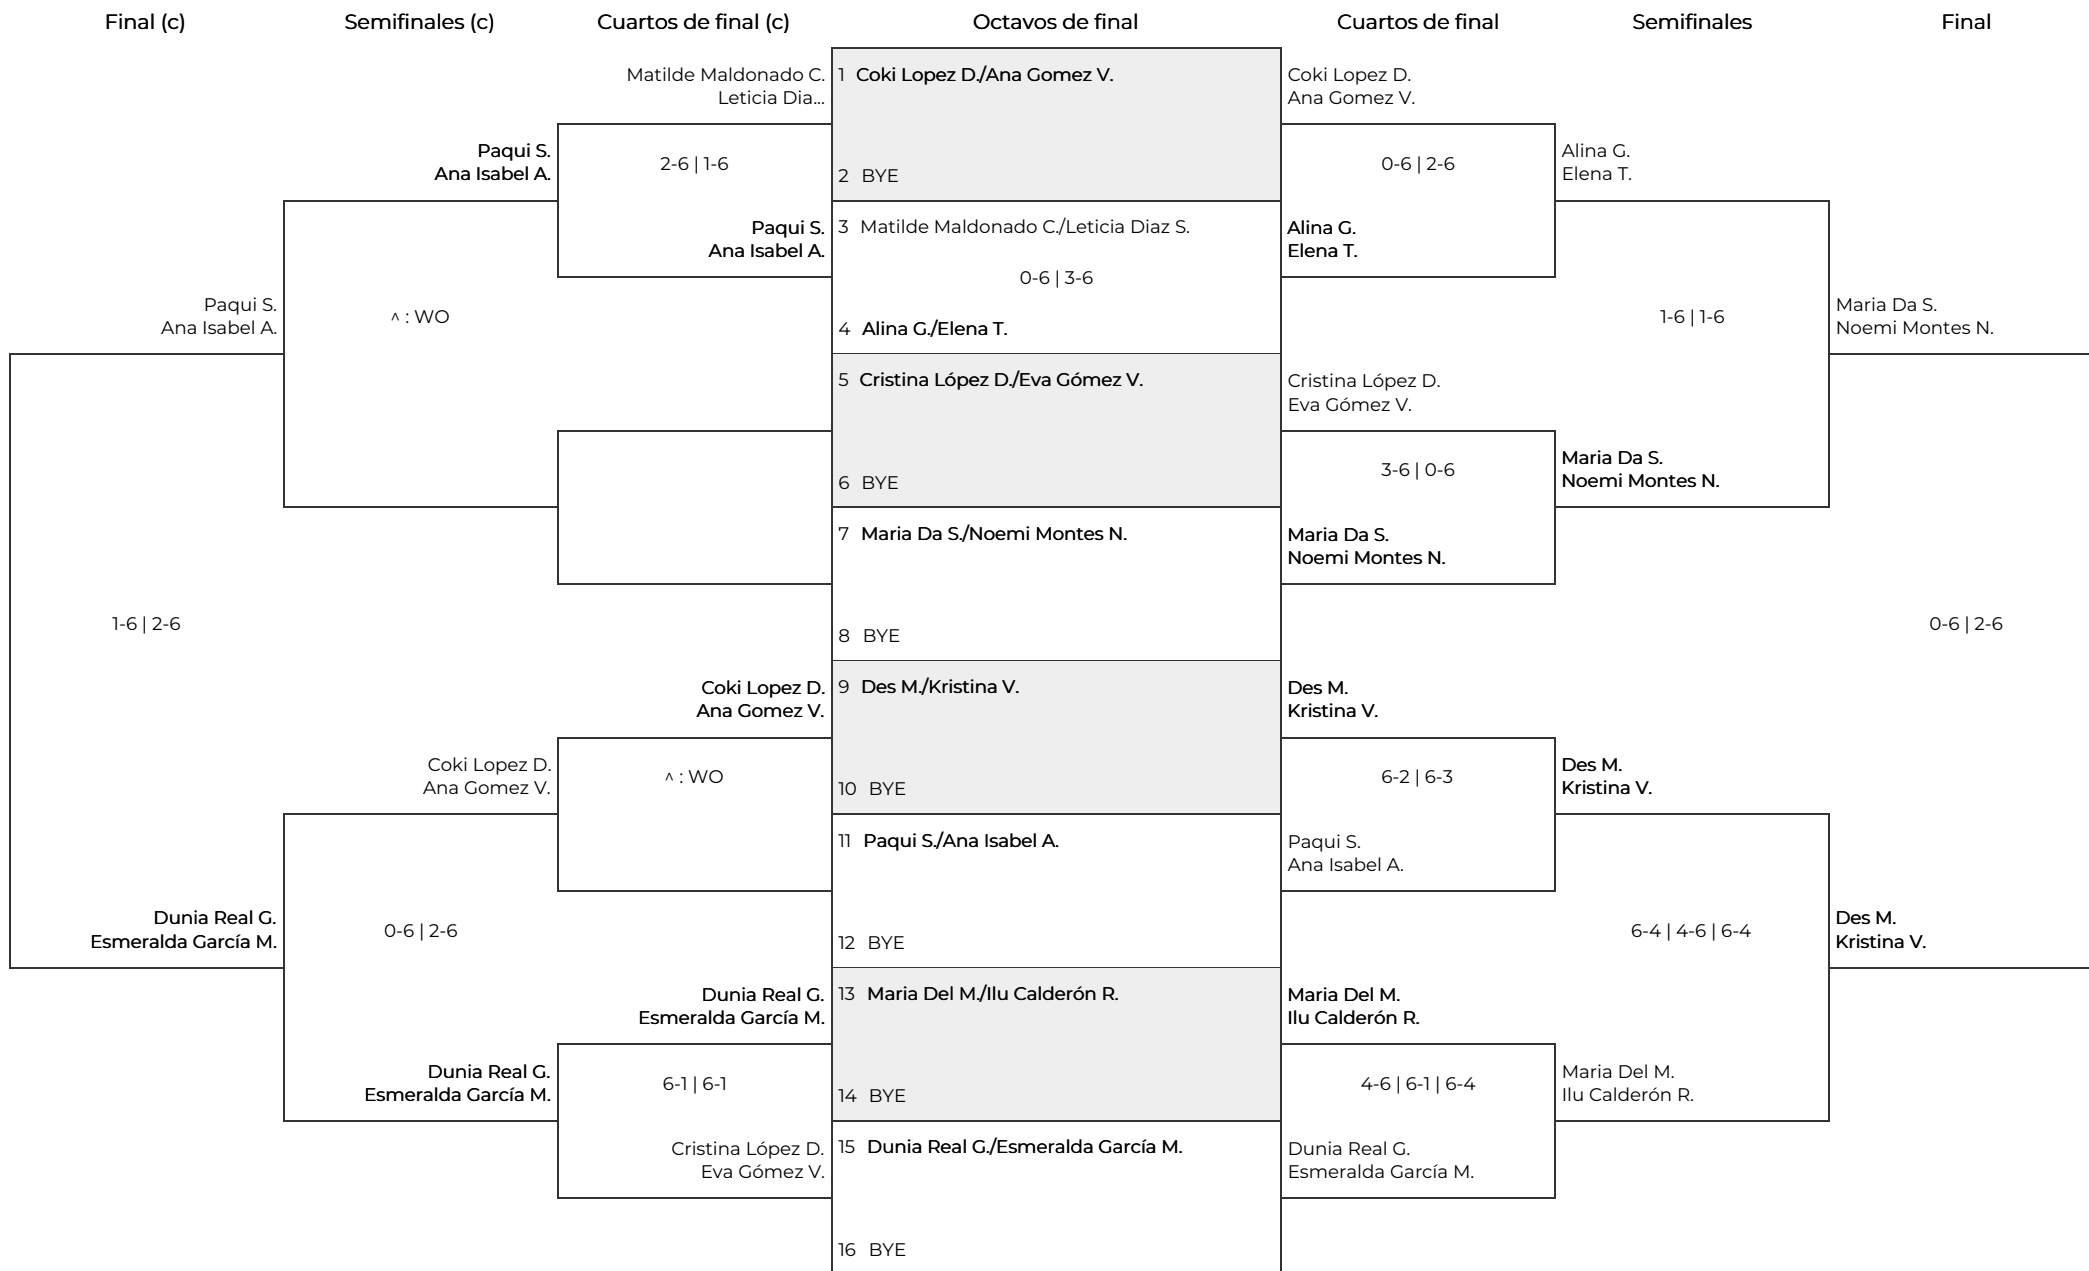 Final (c)
Semifinales (c)
Cuartos de final (c)
Octavos de final
Cuartos de final
Semifinales
Final
Paqui S.
Ana Isabel A.
1-6 | 2-6
Dunia Real G.
Esmeralda García M.
Paqui S.
Ana Isabel A.
^ : WO
Coki Lopez D.
Ana Gomez V.
0-6 | 2-6
Dunia Real G.
Esmeralda García M.
Matilde Maldonado C.
Leticia Dia...
2-6 | 1-6
Paqui S.
Ana Isabel A.
Coki Lopez D.
Ana Gomez V.
^ : WO
Dunia Real G.
Esmeralda García M.
6-1 | 6-1
Cristina López D.
Eva Gómez V.
1 Coki Lopez D./Ana Gomez V.
2 BYE
3 Matilde Maldonado C./Leticia Diaz S.
0-6 | 3-6
4 Alina G./Elena T.
5 Cristina López D./Eva Gómez V.
6 BYE
7 Maria Da S./Noemi Montes N.
8 BYE
9 Des M./Kristina V.
10 BYE
11 Paqui S./Ana Isabel A.
12 BYE
13 Maria Del M./Ilu Calderón R.
14 BYE
15 Dunia Real G./Esmeralda García M.
16 BYE
Coki Lopez D.
Ana Gomez V.
0-6 | 2-6
Alina G.
Elena T.
Cristina López D.
Eva Gómez V.
3-6 | 0-6
Maria Da S.
Noemi Montes N.
Des M.
Kristina V.
6-2 | 6-3
Paqui S.
Ana Isabel A.
Maria Del M.
Ilu Calderón R.
4-6 | 6-1 | 6-4
Dunia Real G.
Esmeralda García M.
Alina G.
Elena T.
1-6 | 1-6
Maria Da S.
Noemi Montes N.
Des M.
Kristina V.
6-4 | 4-6 | 6-4
Maria Del M.
Ilu Calderón R.
Maria Da S.
Noemi Montes N.
0-6 | 2-6
Des M.
Kristina V.